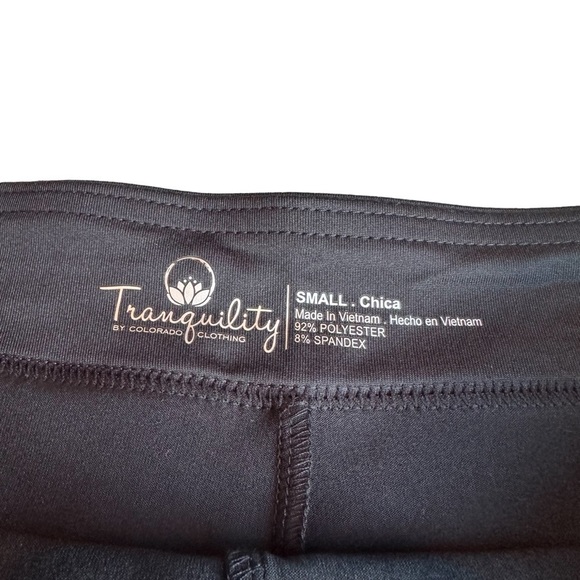 Tranquility
BY COLORADO CLOTHING
SMALL . Chica
Made In Vietnam . Hecho en Vietnam
92% POLYESTER
8% SPANDEX